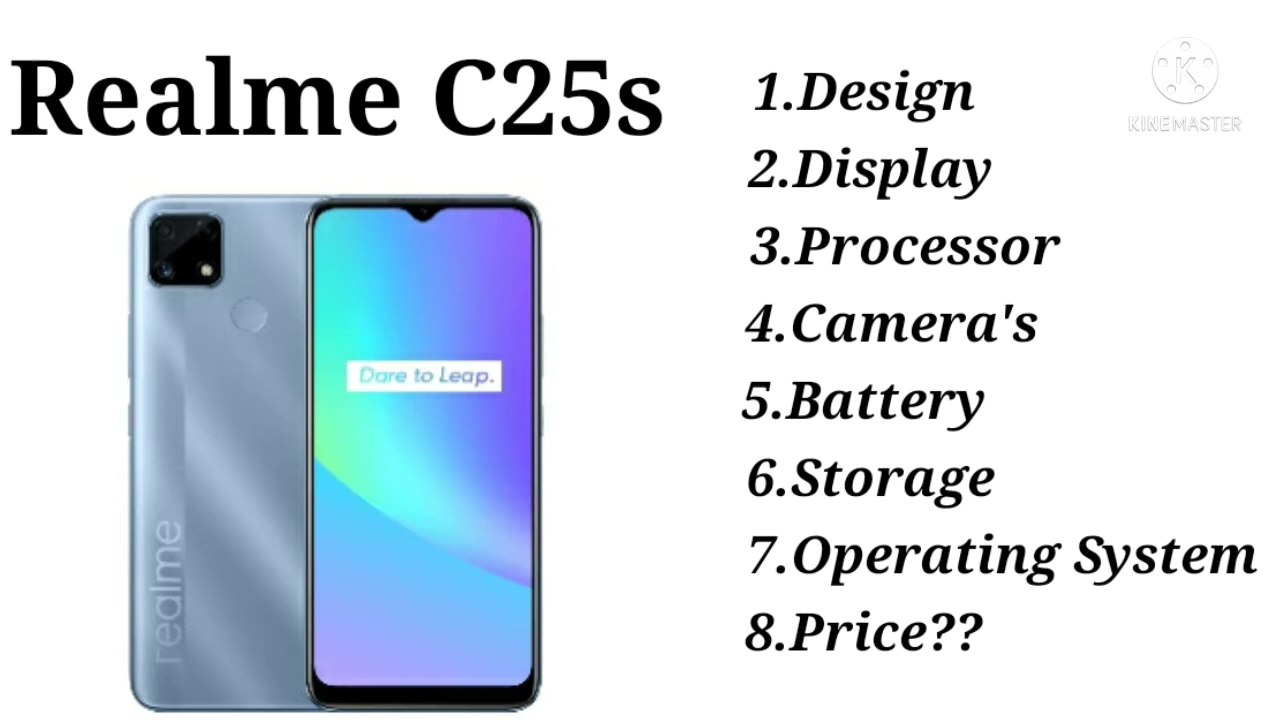 Realme C25s
realme
Dare to Leap.
1.Design
2.Display
3.Processor
4.Camera's
5.Battery
6.Storage
7.Operating System
8.Price??
K
KINEMASTER